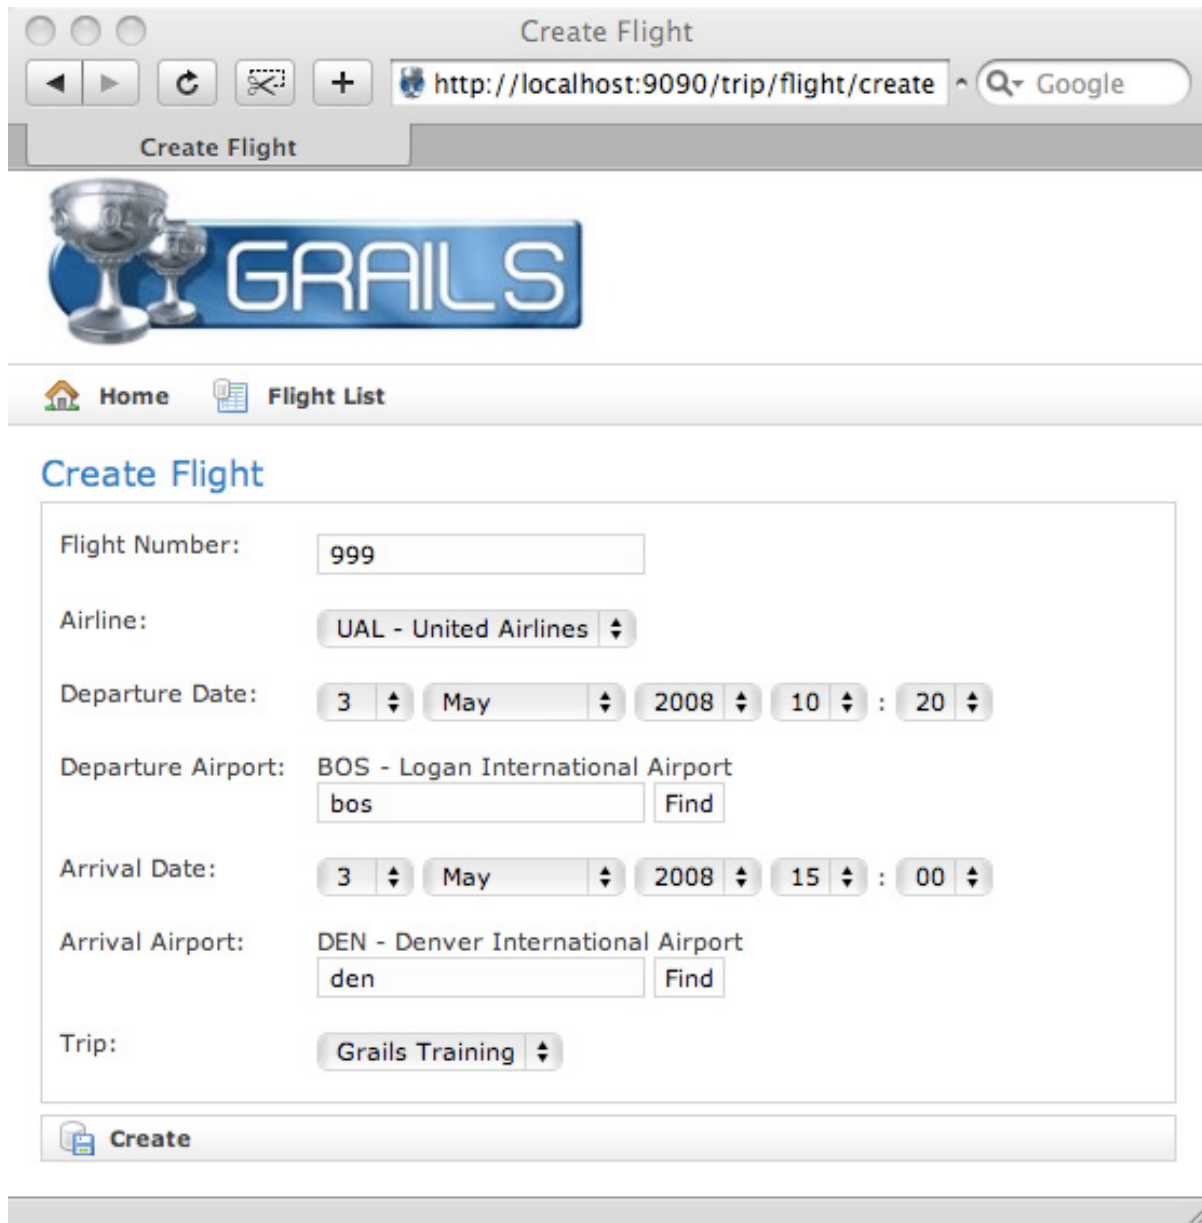 Create Flight
http://localhost:9090/trip/flight/create Google
Create Flight
GRAILS
Home Flight List
Create Flight
Flight Number: 999
Airline: UAL - United Airlines
Departure Date: 3 May 2008 10 : 20
Departure Airport: BOS - Logan International Airport
bos Find
Arrival Date: 3 May 2008 15 : 00
Arrival Airport: DEN - Denver International Airport
den Find
Trip: Grails Training
Create